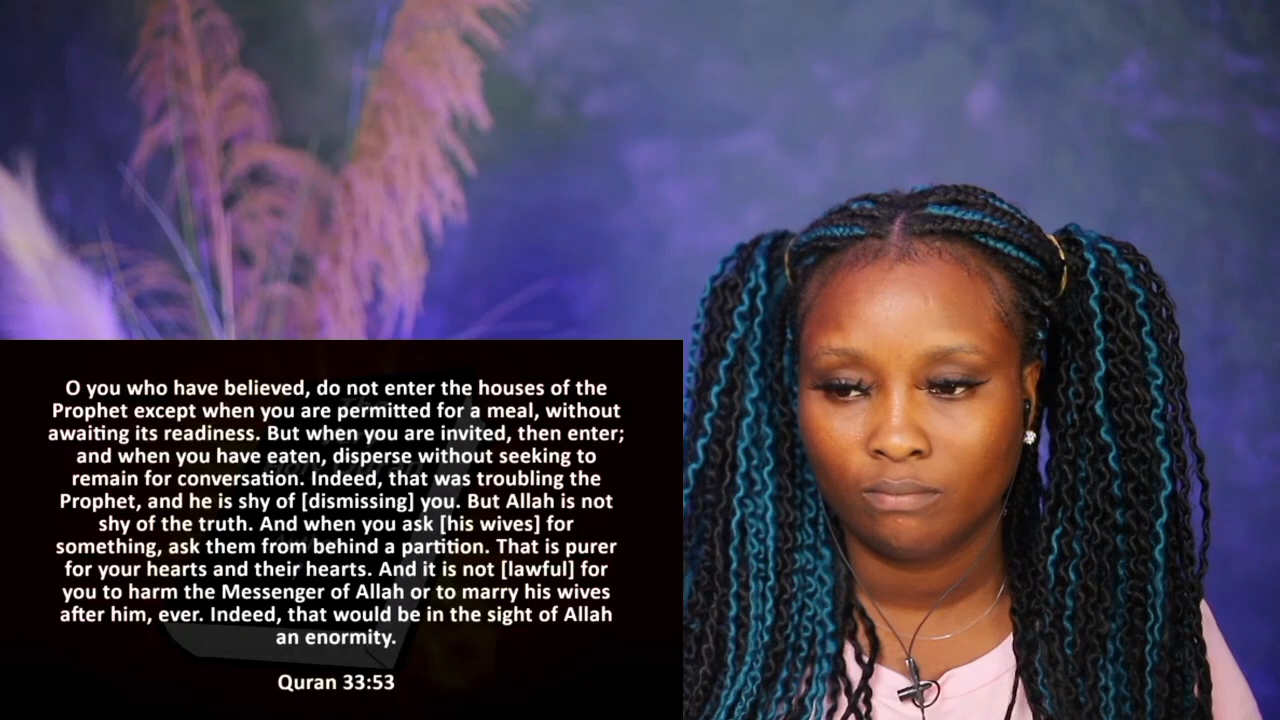 O you who have believed, do not enter the houses of the
Prophet except when you are permitted for a meal, without
awaiting its readiness. But when you are invited, then enter;
and when you have eaten, disperse without seeking to
remain for conversation. Indeed, that was troubling the
Prophet, and he is shy of [dismissing] you. But Allah is not
shy of the truth. And when you ask [his wives] for
something, ask them from behind a partition. That is purer
for your hearts and their hearts. And it is not [lawful] for
you to harm the Messenger of Allah or to marry his wives
after him, ever. Indeed, that would be in the sight of Allah
an enormity.
Quran 33:53